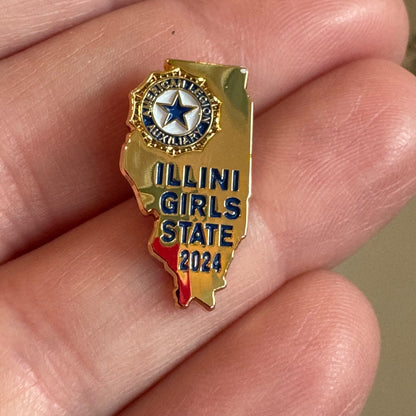 AMERICAN LEGION
AUXILIARY
ILLINI
GIRLS
STATE
2024